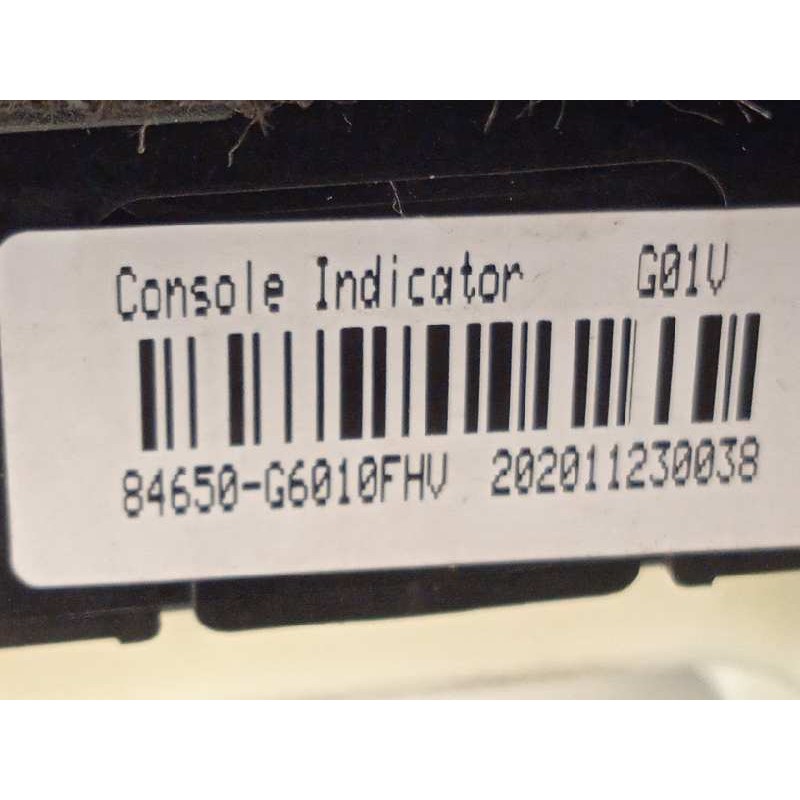 Console Indicator G01V
84650-G6010FHV 202011230038